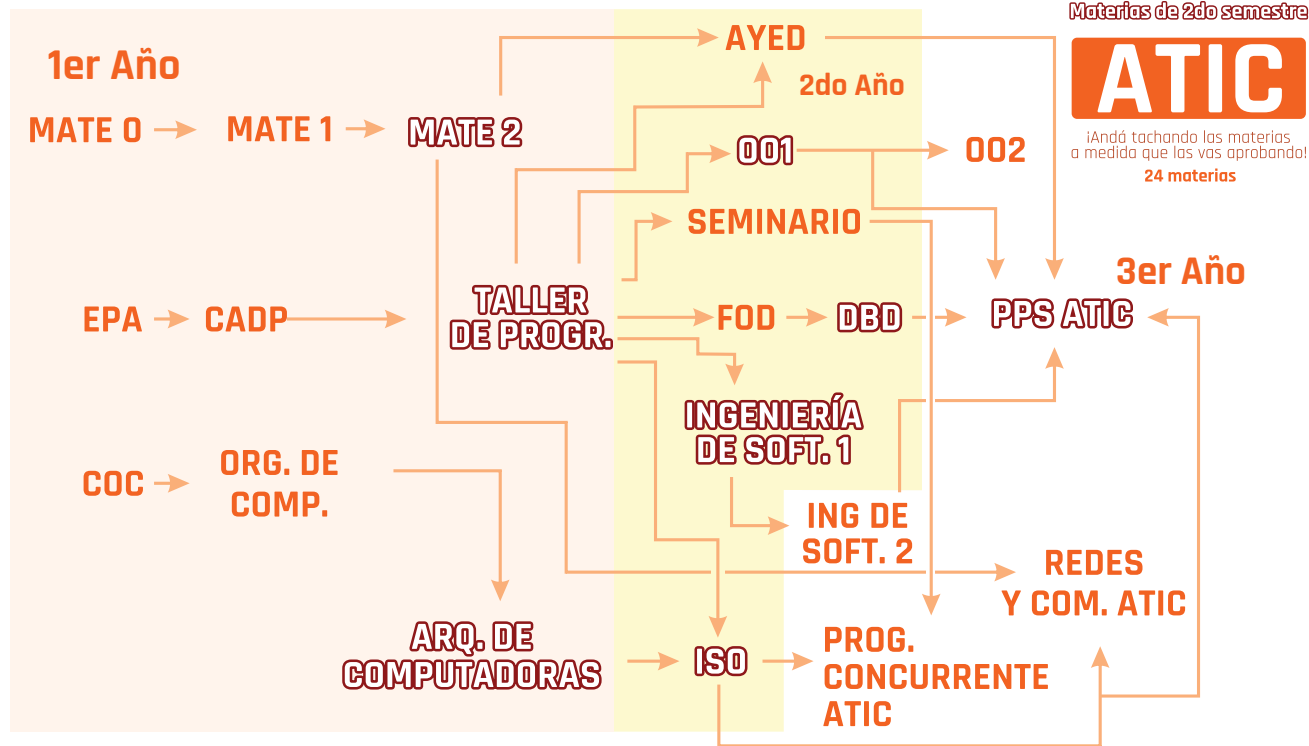 Materias de 2do semestre
ATIC
¡Andá tachando las materias
a medida que las vas aprobando!
24 materias
1er Año
MATE 0
MATE 1
MATE 2
EPA
CADP
TALLER
DE PROGR.
COC
ORG. DE
COMP.
ARQ. DE
COMPUTADORAS
AYED
2do Año
OO1
SEMINARIO
FOD
DBD
INGENIERÍA
DE SOFT. 1
ISO
OO2
3er Año
PPS ATIC
ING DE
SOFT. 2
REDES
Y COM. ATIC
PROG.
CONCURRENTE
ATIC